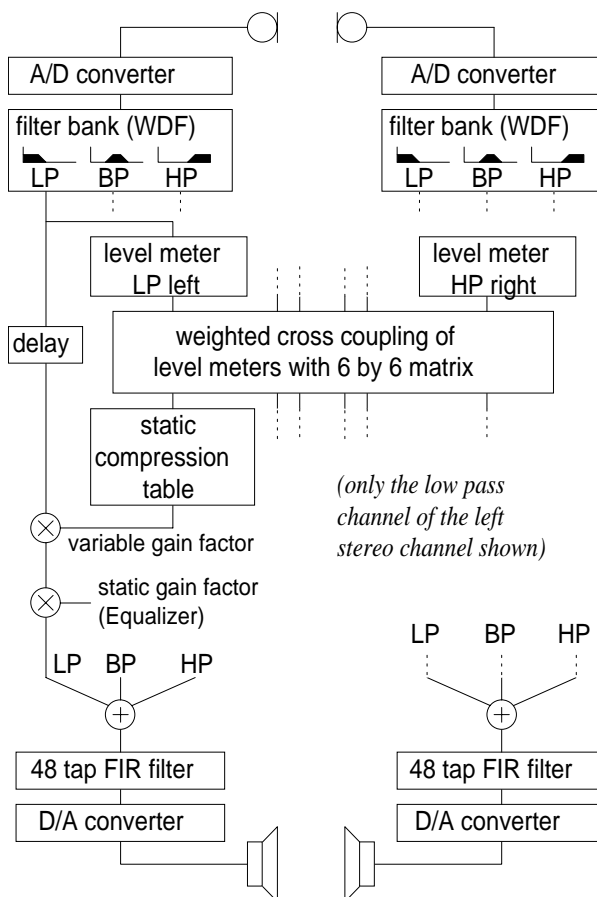 A/D converter
A/D converter
filter bank (WDF)
filter bank (WDF)
LP BP HP
LP BP HP
level meter
LP left
level meter
HP right
delay
weighted cross coupling of
level meters with 6 by 6 matrix
static
compression
table
(only the low pass
channel of the left
stereo channel shown)
variable gain factor
static gain factor
(Equalizer)
LP BP HP
LP BP HP
48 tap FIR filter
48 tap FIR filter
D/A converter
D/A converter